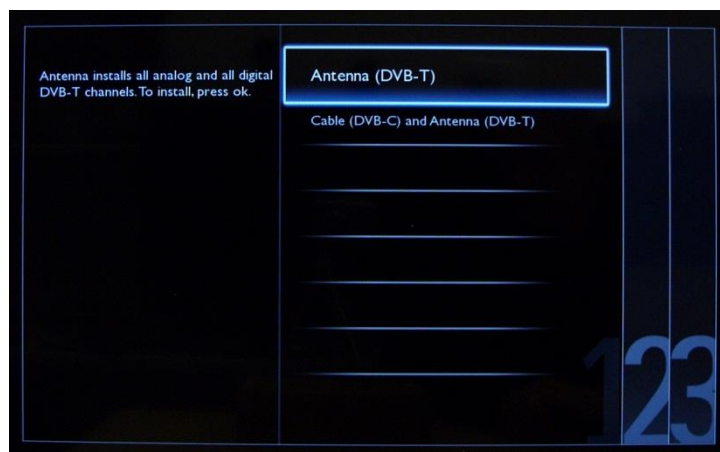 Antenna installs all analog and all digital
DVB-T channels. To install, press ok.
Antenna (DVB-T)
Cable (DVB-C) and Antenna (DVB-T)
123